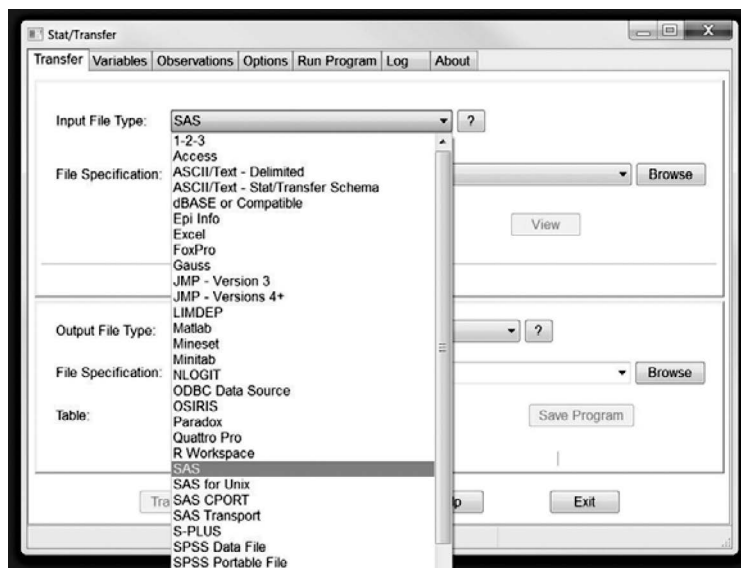 Stat/Transfer
Transfer Variables Observations Options Run Program Log About
Input File Type: SAS ?
1-2-3
Access
ASCII/Text - Delimited
File Specification: Browse
ASCII/Text - Stat/Transfer Schema
dBASE or Compatible
Epi Info
View
Excel
FoxPro
Gauss
JMP - Version 3
JMP - Versions 4+
LIMDEP
Output File Type: ?
Matlab
Mineset
Minitab
File Specification: Browse
NLOGIT
ODBC Data Source
OSIRIS
Table: Save Program
Paradox
Quattro Pro
R Workspace
SAS
SAS for Unix
SAS CPORT
Exit
SAS Transport
S-PLUS
SPSS Data File
SPSS Portable File